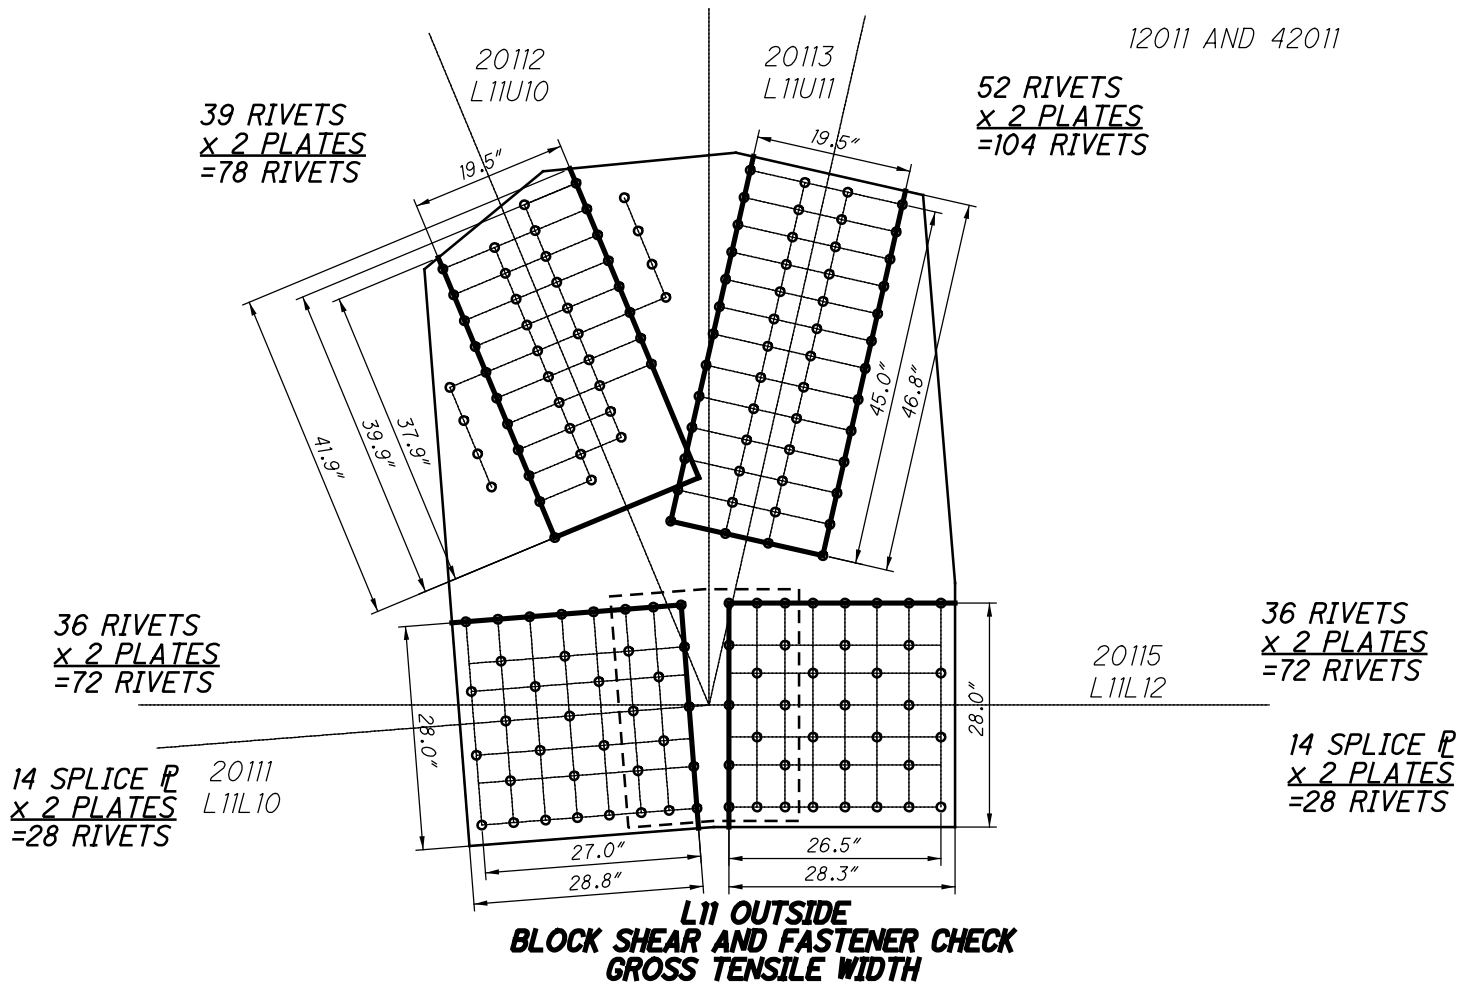 12011 AND 42011
20112
L11U10
20113
L11U11
39 RIVETS
x 2 PLATES
=78 RIVETS
52 RIVETS
x 2 PLATES
=104 RIVETS
19.5"
19.5"
41.9"
39.9"
37.9"
45.0"
46.8"
36 RIVETS
x 2 PLATES
=72 RIVETS
36 RIVETS
x 2 PLATES
=72 RIVETS
20115
L11L12
28.0"
28.0"
14 SPLICE ℄
x 2 PLATES
=28 RIVETS
20111
L11L10
14 SPLICE ℄
x 2 PLATES
=28 RIVETS
27.0"
28.8"
26.5"
28.3"
L11 OUTSIDE
BLOCK SHEAR AND FASTENER CHECK
GROSS TENSILE WIDTH